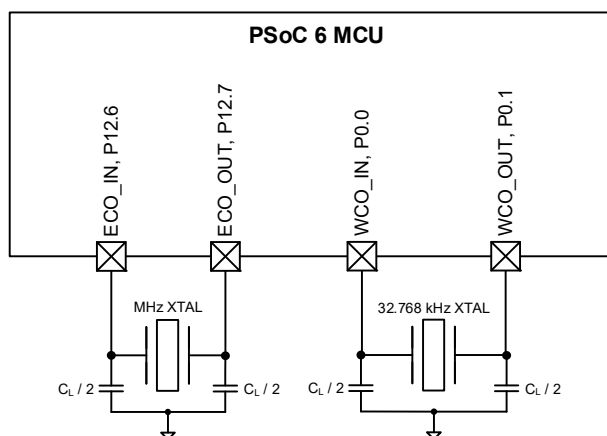 PSoC 6 MCU
ECO_IN, P12.6
ECO_OUT, P12.7
WCO_IN, P0.0
WCO_OUT, P0.1
MHz XTAL
32.768 kHz XTAL
CL / 2
CL / 2
CL / 2
CL / 2